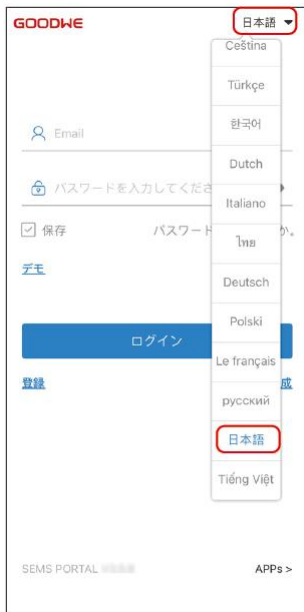 GOODWE
日本語
Čeština
Türkçe
한국어
Email
Dutch
パスワードを入力してくださ
Italiano
保存
パスワード
か。
ไทย
デモ
Deutsch
Polski
ログイン
Le français
登録
成
русский
日本語
Tiếng Việt
SEMS PORTAL
APPs >